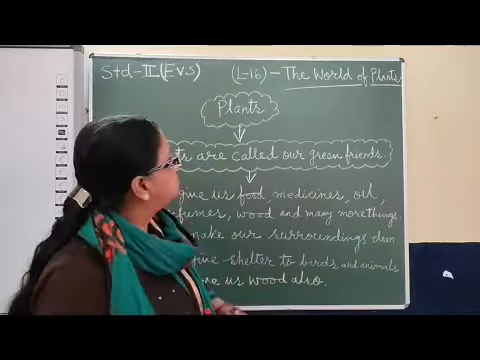 Std-II (EVS) (L-16) - The World of Plants
Plants
are called our green friends.
give us food, medicines, oil,
wood and many more things.
make our surroundings clean
give shelter to birds and animals
us wood also.